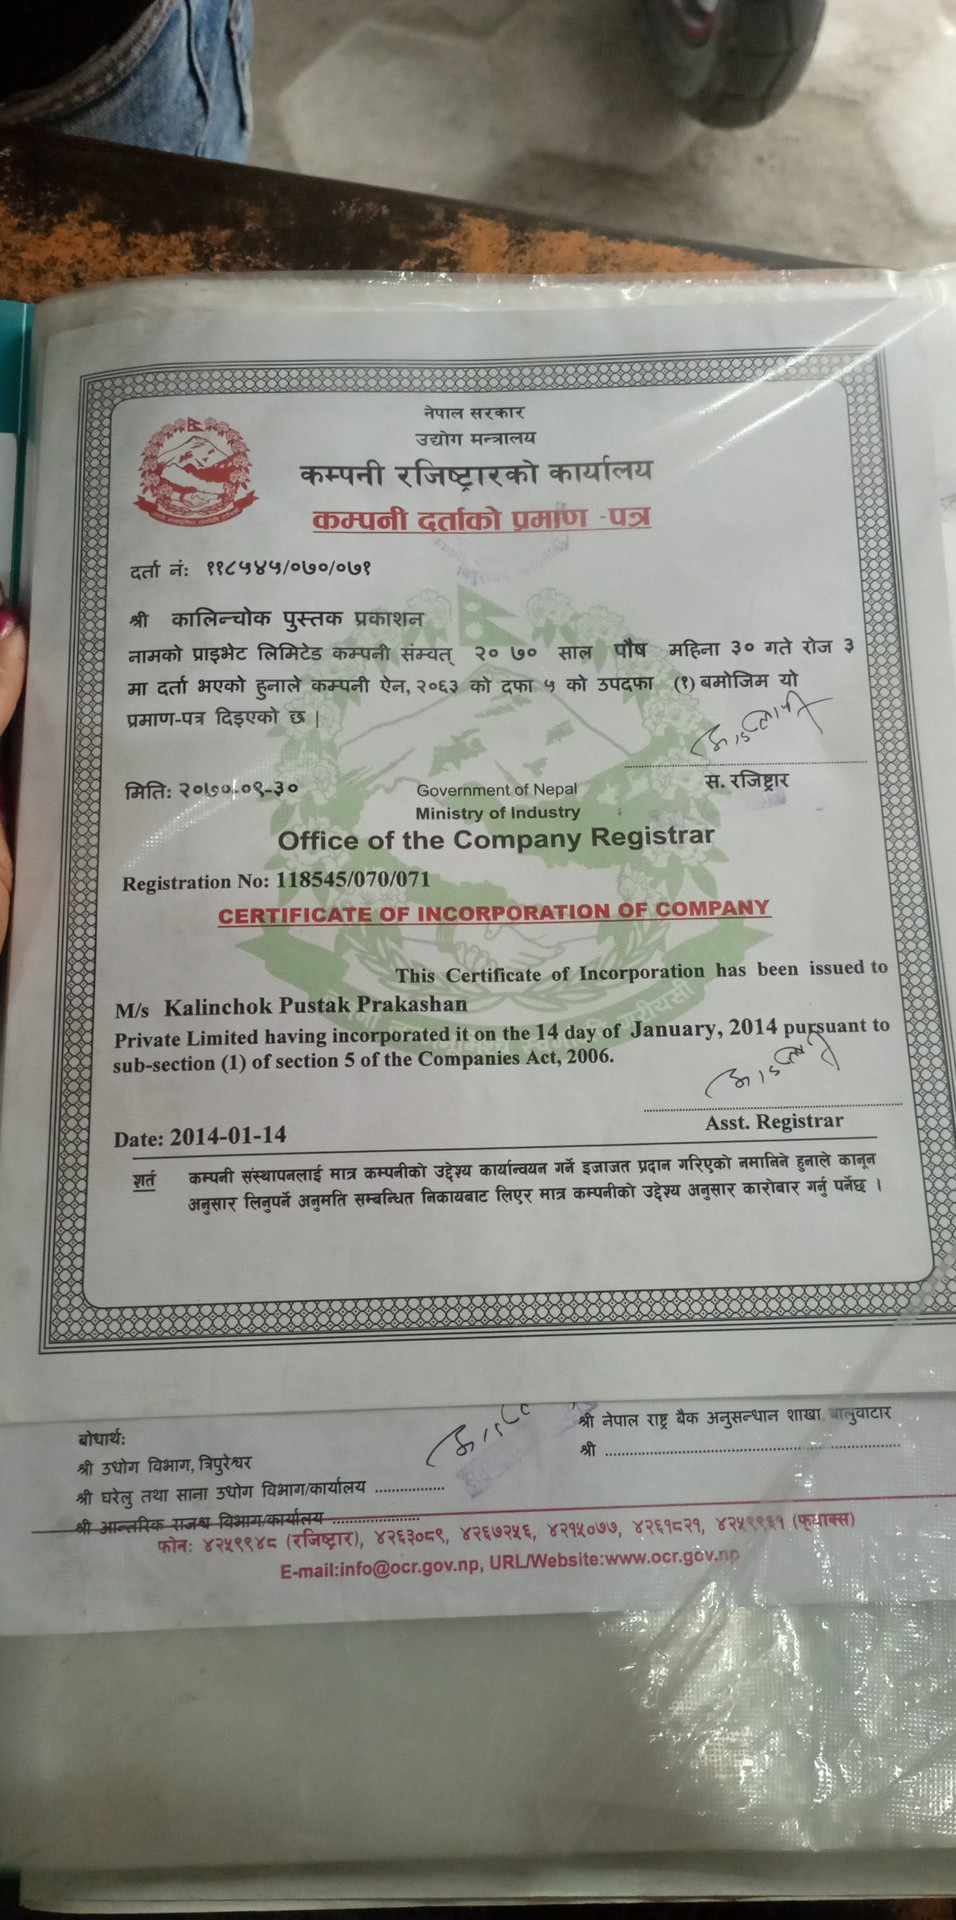 नेपाल सरकार
उद्योग मन्त्रालय
कम्पनी रजिष्ट्रारको कार्यालय
कम्पनी दर्ताको प्रमाण -पत्र
दर्ता नं: ११८५४५/०७०/०७१
श्री कालिन्चोक पुस्तक प्रकाशन
नामको प्राइभेट लिमिटेड कम्पनी संम्वत् २०७० साल पौष महिना ३० गते रोज ३
मा दर्ता भएको हुनाले कम्पनी ऐन, २०६३ को दफा ५ को उपदफा (१) बमोजिम यो
प्रमाण-पत्र दिइएको छ |
मिति: २०७०-०९-३०
स. रजिष्ट्रार
Government of Nepal
Ministry of Industry
Office of the Company Registrar
Registration No: 118545/070/071
CERTIFICATE OF INCORPORATION OF COMPANY
This Certificate of Incorporation has been issued to
M/s Kalinchok Pustak Prakashan
Private Limited having incorporated it on the 14 day of January, 2014 pursuant to
sub-section (1) of section 5 of the Companies Act, 2006.
Asst. Registrar
Date: 2014-01-14
शर्त कम्पनी संस्थापनलाई मात्र कम्पनीको उद्देश्य कार्यान्वयन गर्ने इजाजत प्रदान गरिएको नमानिने हुनाले कानून
अनुसार लिनुपर्ने अनुमति सम्बन्धित निकायबाट लिएर मात्र कम्पनीको उद्देश्य अनुसार कारोबार गर्नु पर्नेछ ।
बोधार्थ:
श्री नेपाल राष्ट्र बैक अनुसन्धान शाखा बालुवाटार
श्री उधोग विभाग, त्रिपुरेश्वर
श्री ..........
श्री घरेलु तथा साना उधोग विभाग/कार्यालय ..........
श्री आन्तरिक राजश्व विभाग/कार्यालय ..........
फोन: ४२५९९४८ (रजिष्ट्रार), ४२६३०८९, ४२६७२५६, ४२१५०७७, ४२६१८२१, ४२५९९६१ (फ्याक्स)
E-mail:info@ocr.gov.np, URL/Website:www.ocr.gov.np